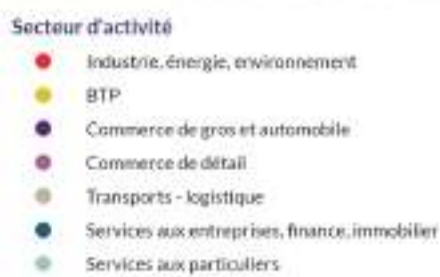 Secteur d'activité
Industrie, énergie, environnement
BTP
Commerce de gros et automobile
Commerce de détail
Transports - logistique
Services aux entreprises, finance, immobilier
Services aux particuliers